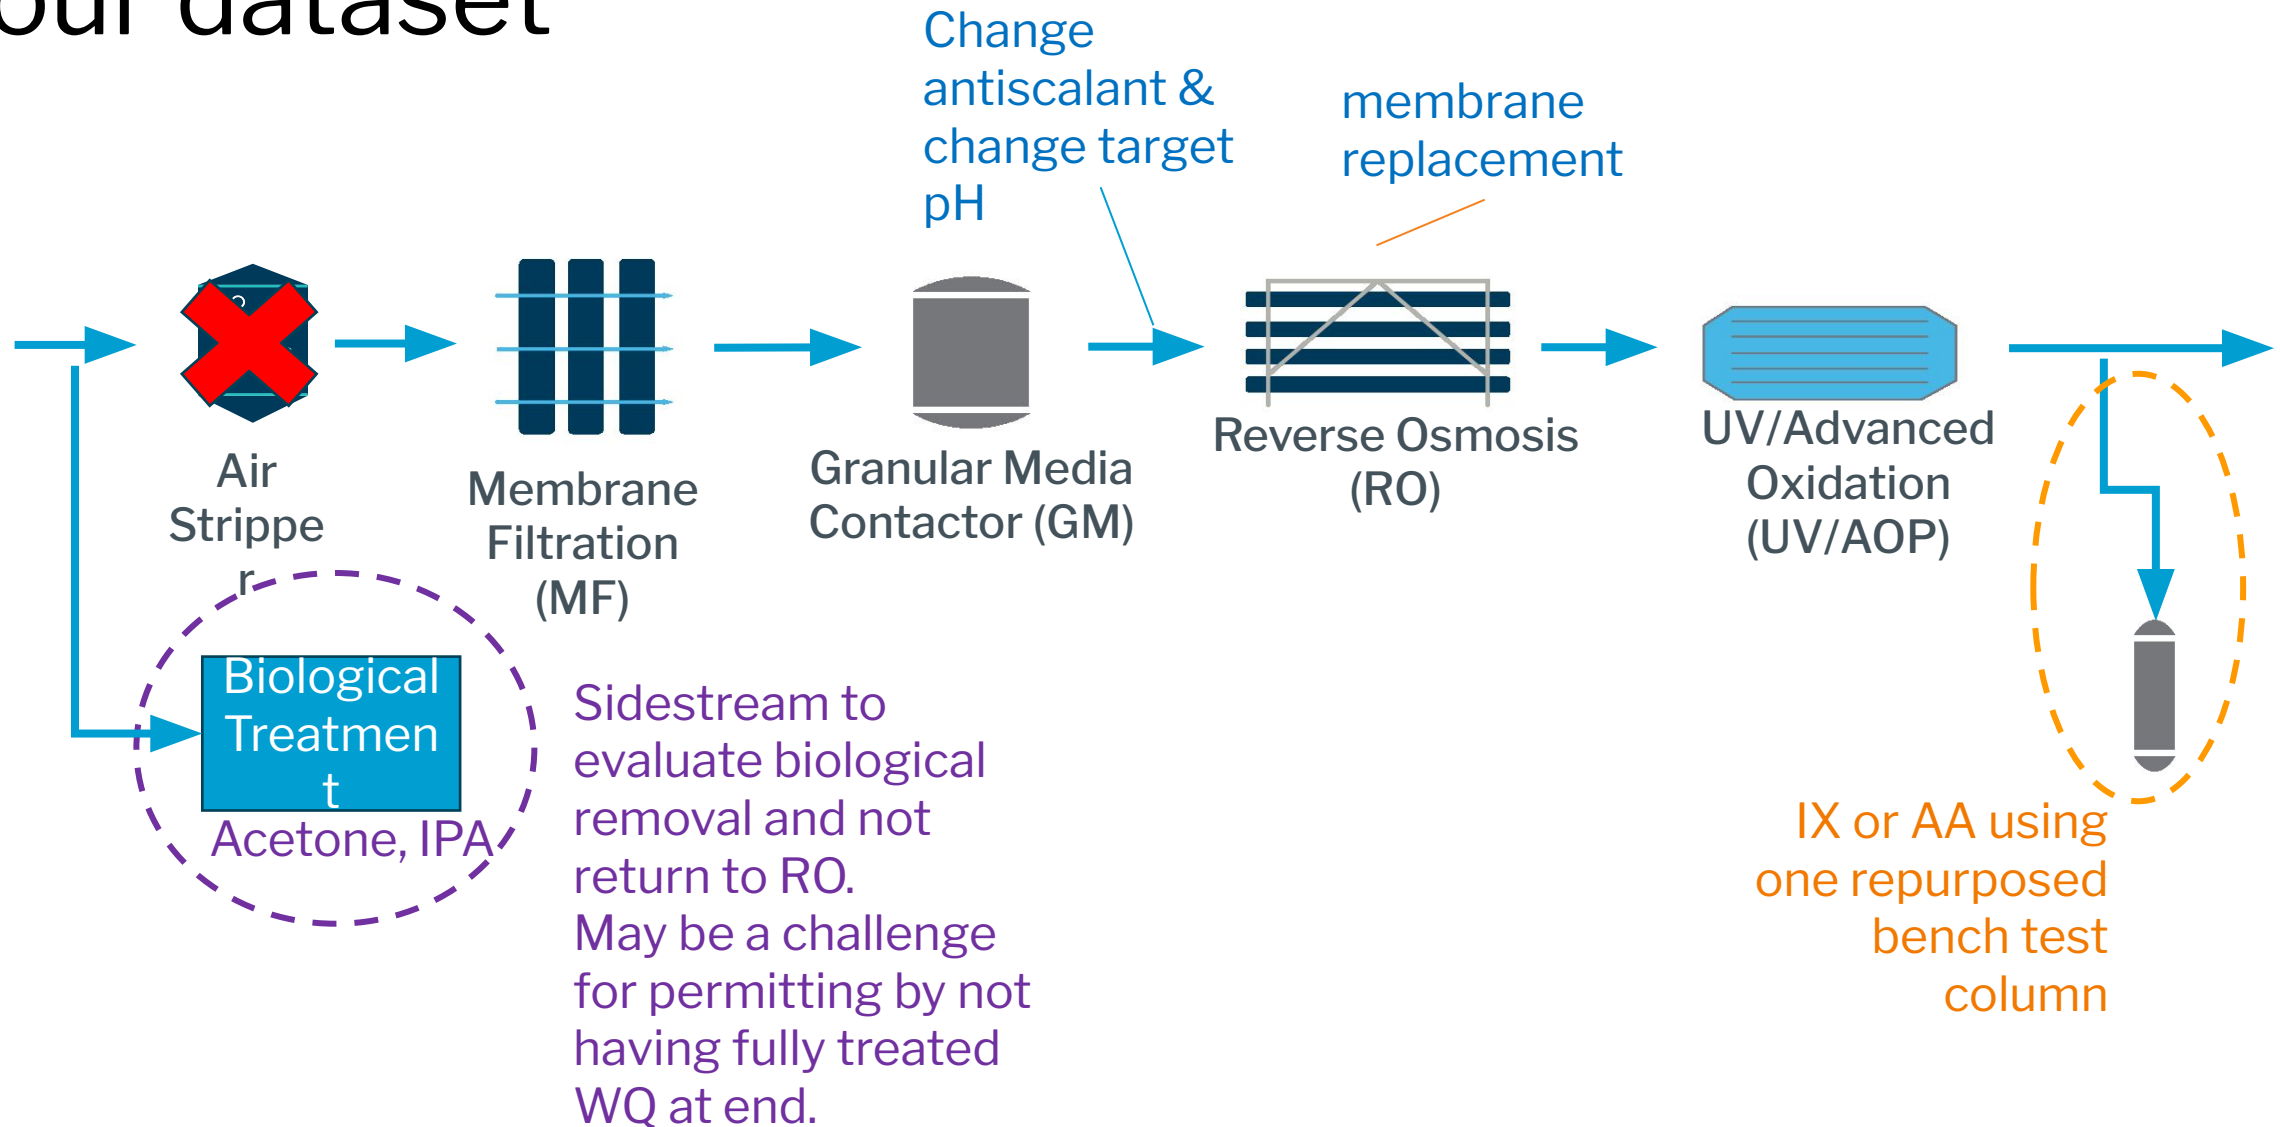 our dataset
Change
antiscalant &
change target
pH
membrane
replacement
Air
Strippe
r
Membrane
Filtration
(MF)
Granular Media
Contactor (GM)
Reverse Osmosis
(RO)
UV/Advanced
Oxidation
(UV/AOP)
Biological
Treatmen
t
Acetone, IPA
Sidestream to
evaluate biological
removal and not
return to RO.
May be a challenge
for permitting by not
having fully treated
WQ at end.
IX or AA using
one repurposed
bench test
column